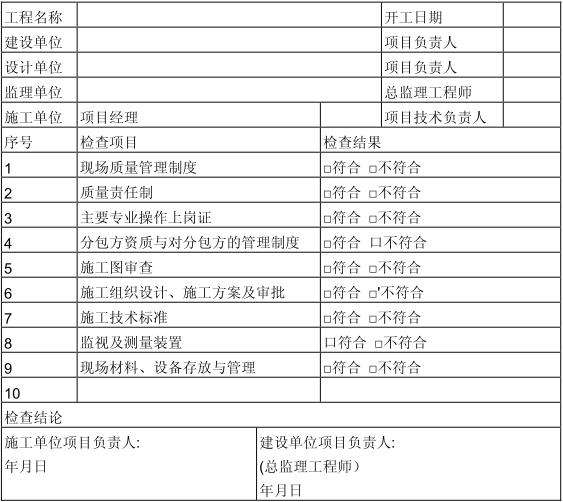 工程名称 开工日期
建设单位 项目负责人
设计单位 项目负责人
监理单位 总监理工程师
施工单位 项目经理 项目技术负责人
序号 检查项目 检查结果
1 现场质量管理制度 □符合 □不符合
2 质量责任制 □符合 □不符合
3 主要专业操作上岗证 □符合 □不符合
4 分包方资质与对分包方的管理制度 □符合 口不符合
5 施工图审查 □符合 □不符合
6 施工组织设计、施工方案及审批 □符合 □'不符合
7 施工技术标准 □符合 □不符合
8 监视及测量装置 口符合 □不符合
9 现场材料、设备存放与管理 □符合 □不符合
10
检查结论
施工单位项目负责人: 建设单位项目负责人:
年月日 (总监理工程师）
年月日